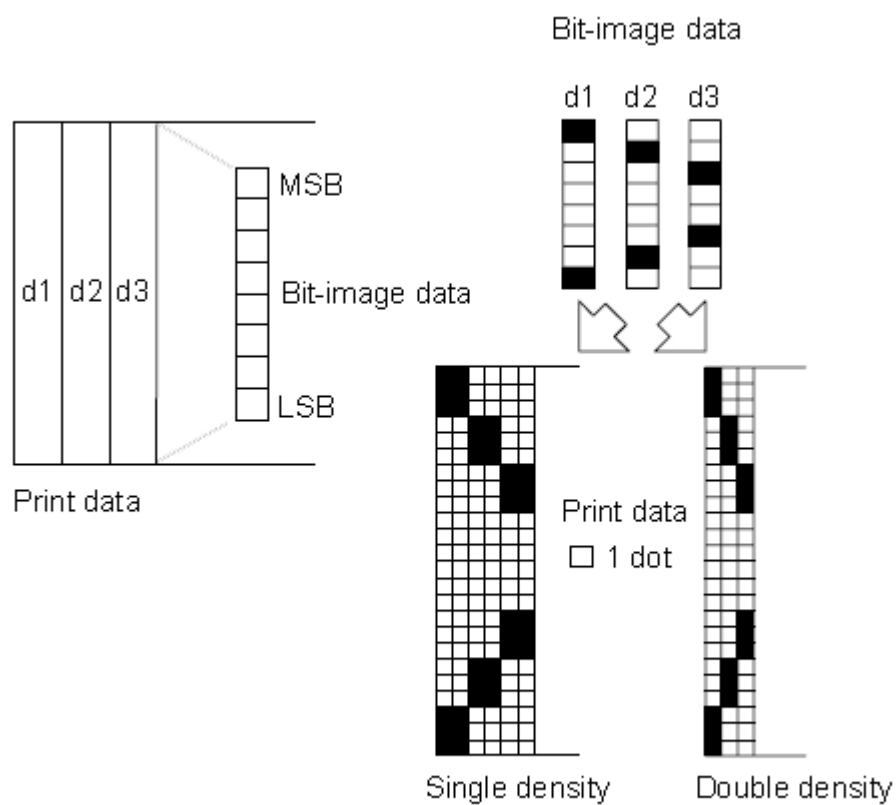 Bit-image data
d1 d2 d3
MSB
d1 d2 d3
Bit-image data
LSB
Print data
Print data
1 dot
Single density
Double density